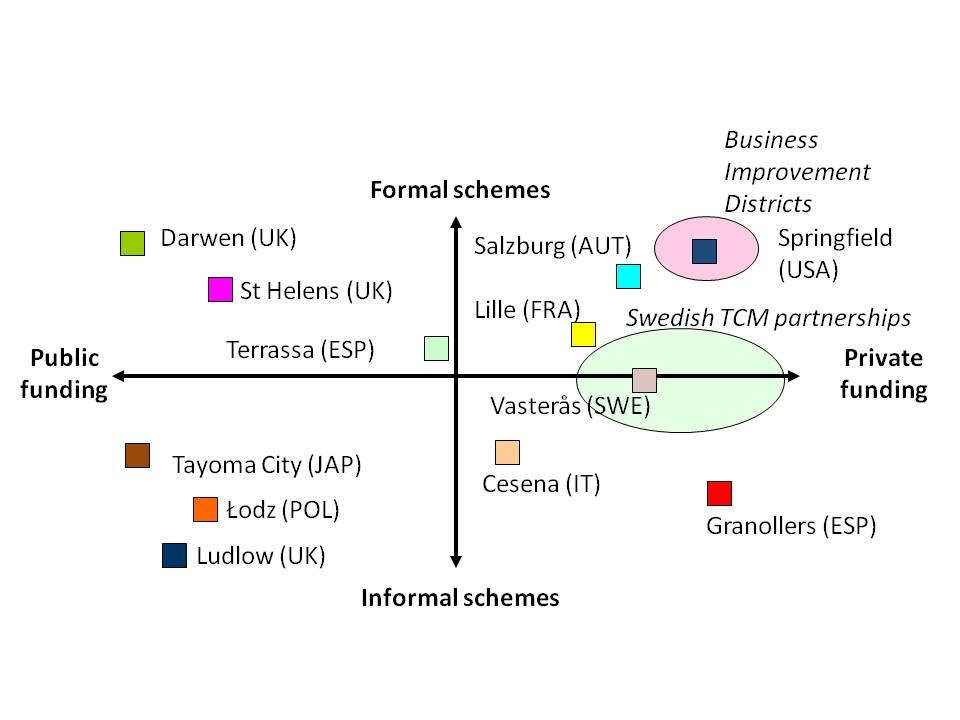 Business
Improvement
Districts
Formal schemes
Darwen (UK)
Salzburg (AUT)
Springfield
(USA)
St Helens (UK)
Lille (FRA)
Swedish TCM partnerships
Terrassa (ESP)
Public
funding
Private
funding
Vasterås (SWE)
Tayoma City (JAP)
Cesena (IT)
Łodz (POL)
Granollers (ESP)
Ludlow (UK)
Informal schemes